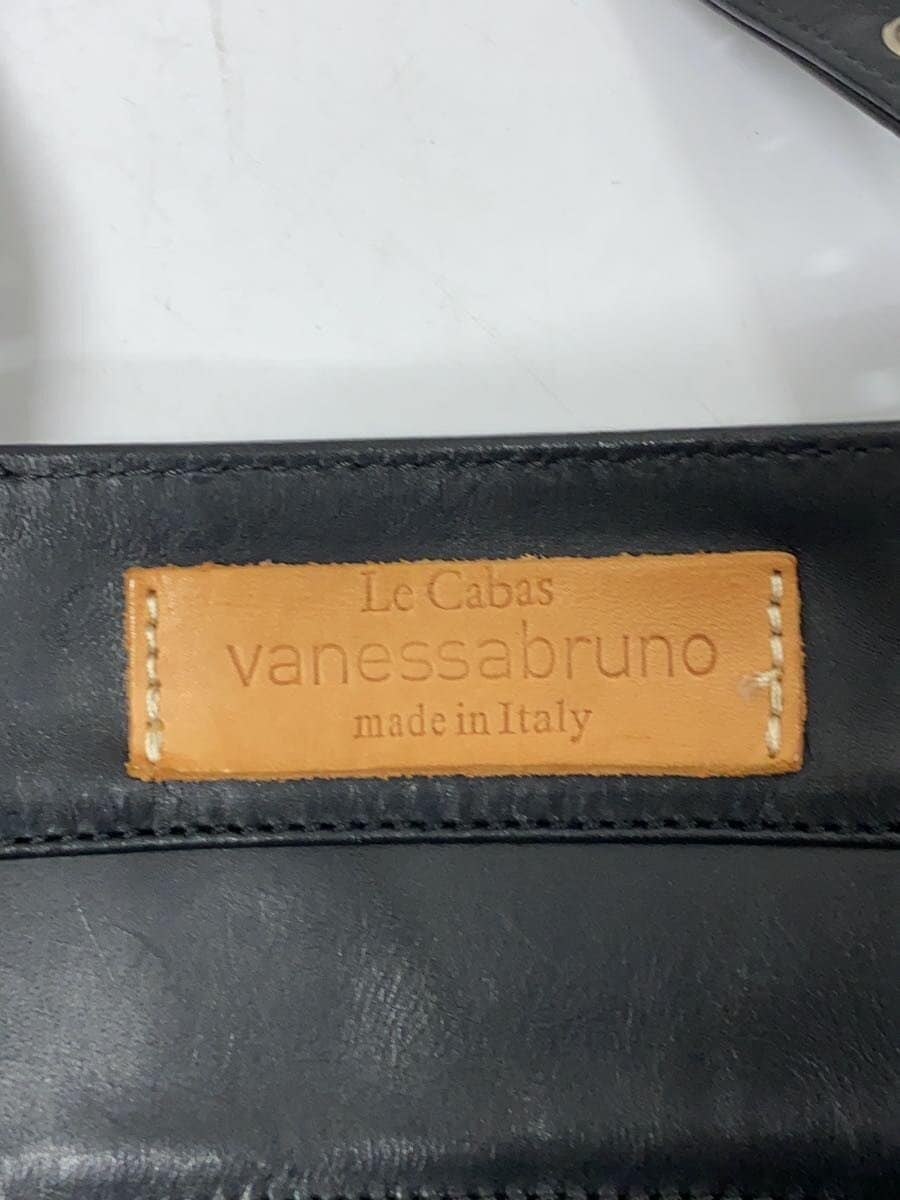 Le Cabas
vanessabruno
made in Italy